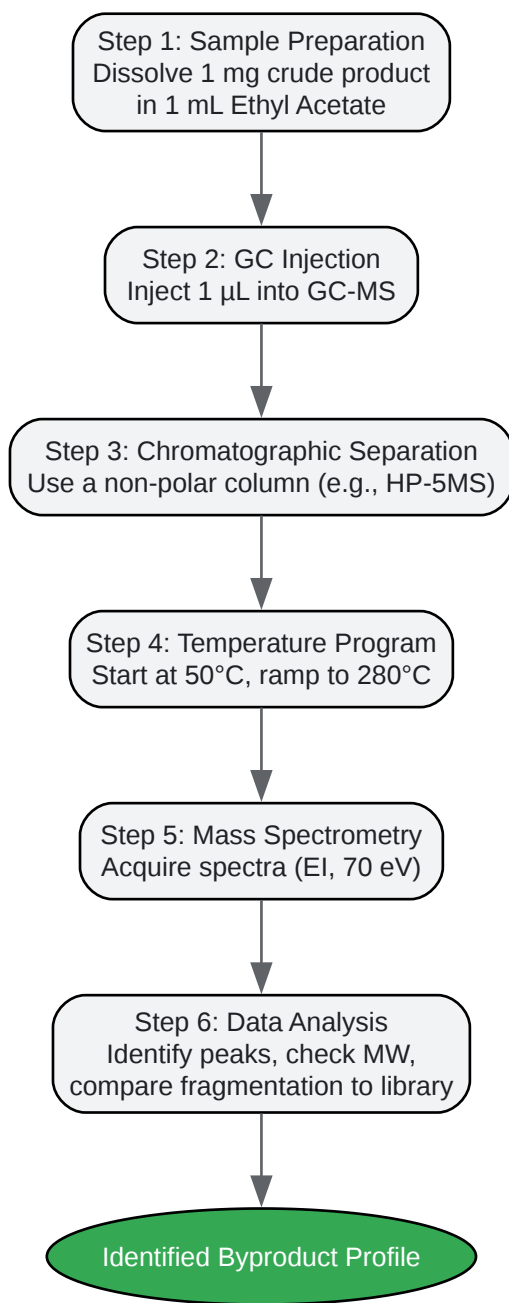 Step 1: Sample Preparation
Dissolve 1 mg crude product
in 1 mL Ethyl Acetate
Step 2: GC Injection
Inject 1 µL into GC-MS
Step 3: Chromatographic Separation
Use a non-polar column (e.g., HP-5MS)
Step 4: Temperature Program
Start at 50°C, ramp to 280°C
Step 5: Mass Spectrometry
Acquire spectra (EI, 70 eV)
Step 6: Data Analysis
Identify peaks, check MW,
compare fragmentation to library
Identified Byproduct Profile